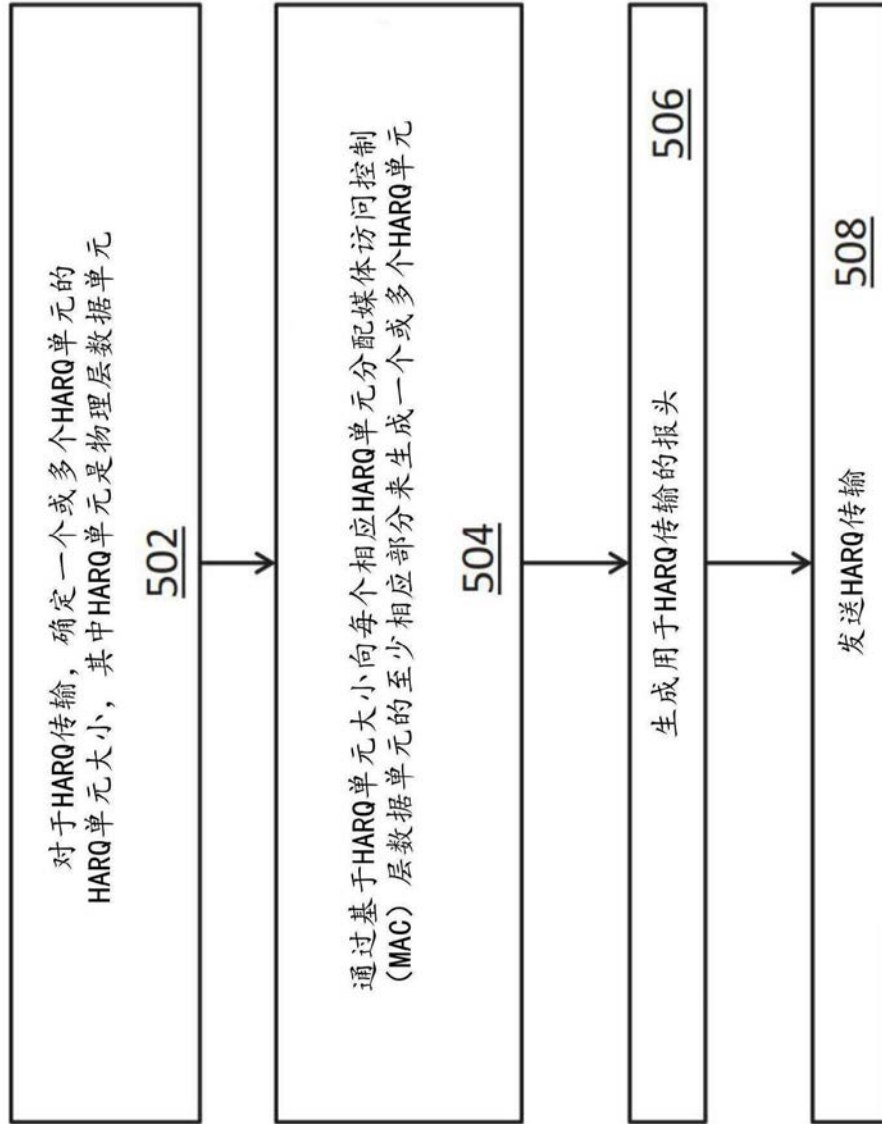 对于HARQ传输，确定一个或多个HARQ单元的
HARQ单元大小，其中HARQ单元是物理层数据单元
502
通过基于HARQ单元大小向每个相应HARQ单元分配媒体访问控制
（MAC）层数据单元的至少相应部分来生成一个或多个HARQ单元
504
生成用于HARQ传输的报头
506
发送HARQ传输
508